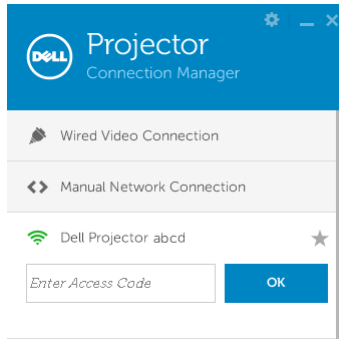 DELL
Projector
Connection Manager
Wired Video Connection
Manual Network Connection
Dell Projector abcd
Enter Access Code
OK